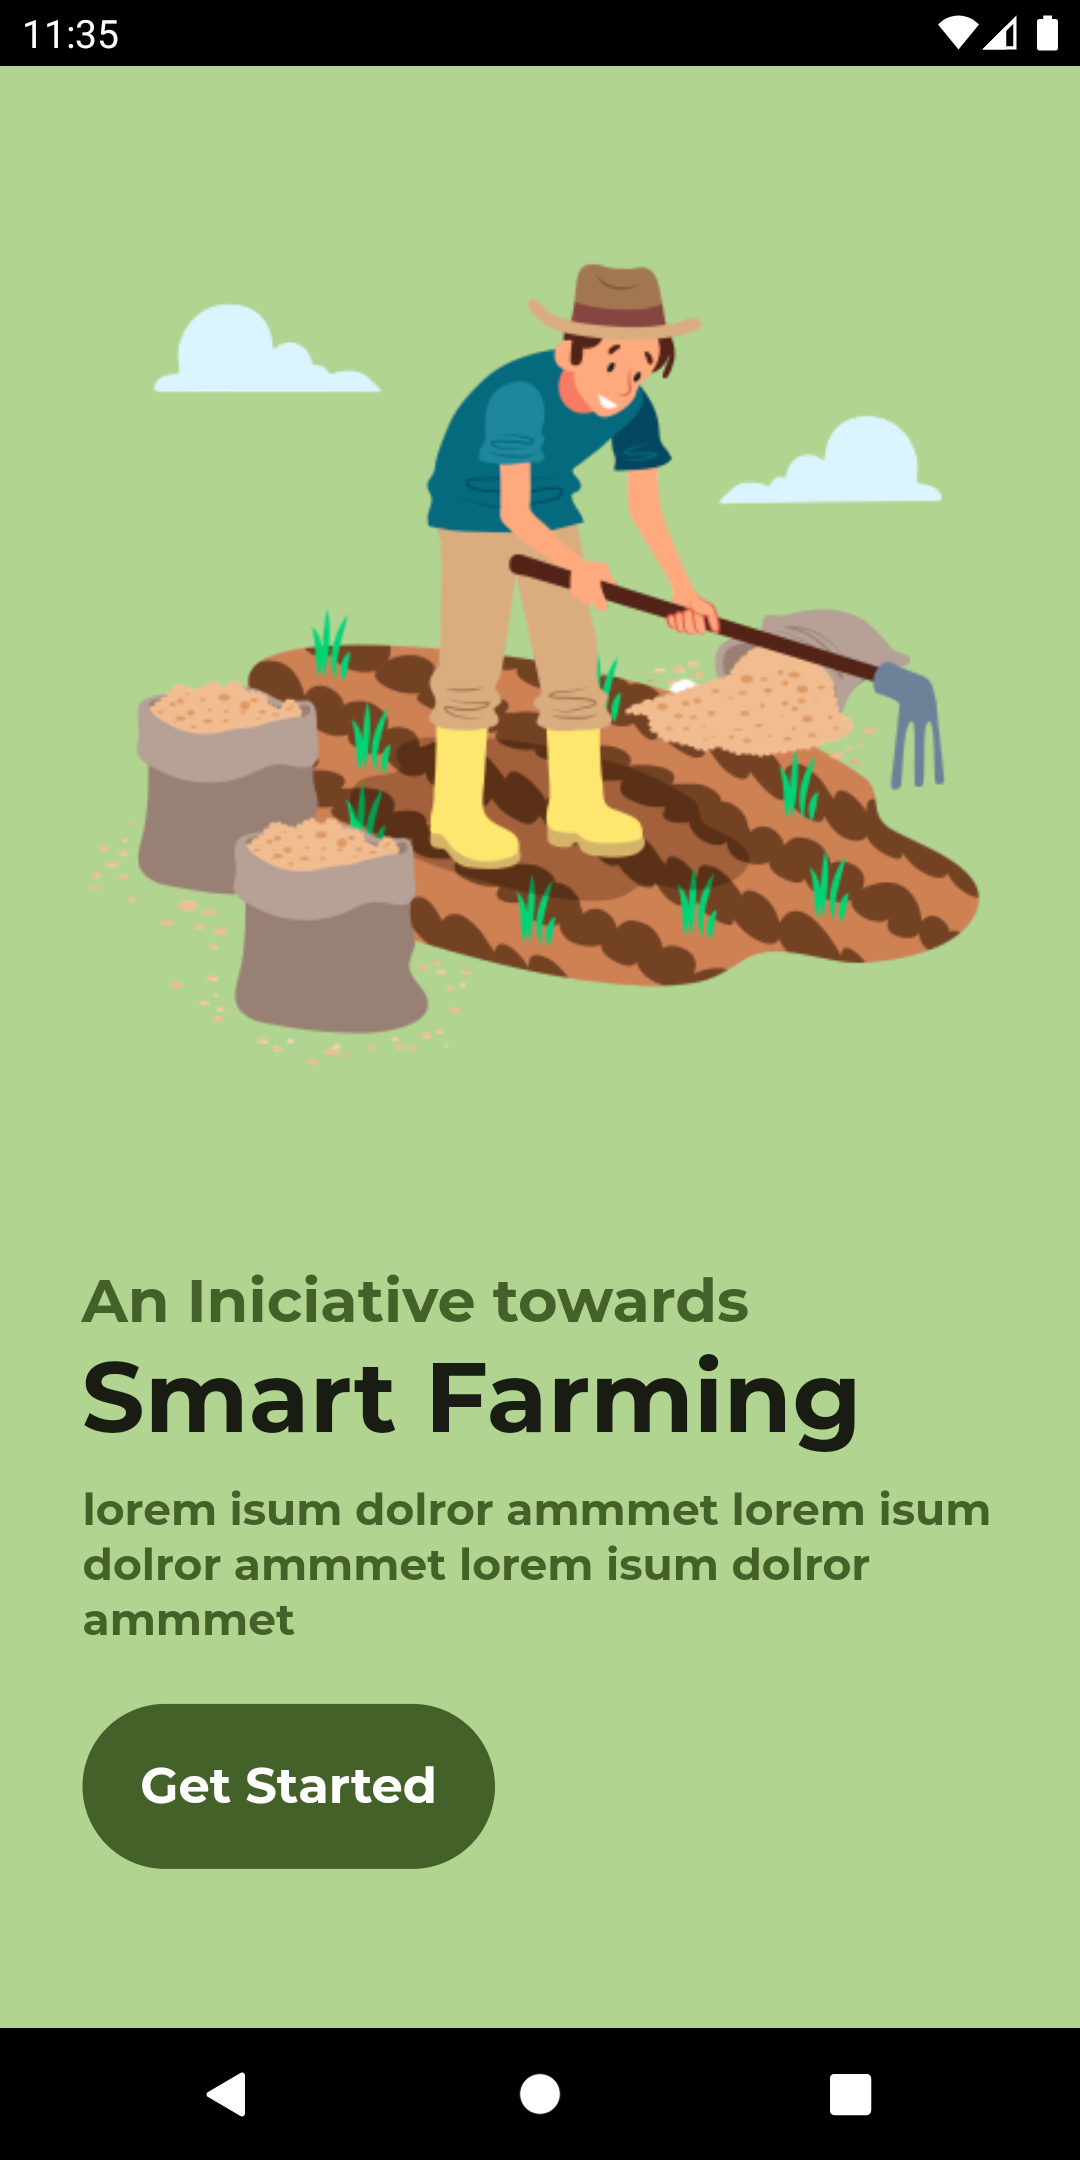 11:35
An Iniciative towards
Smart Farming
lorem isum dolror ammmet lorem isum
dolror ammmet lorem isum dolror
ammmet
Get Started